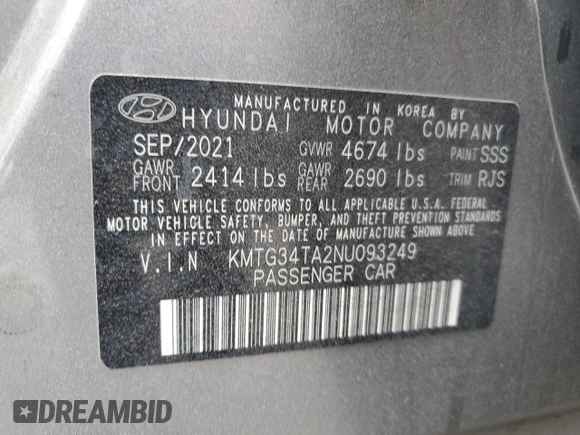 MANUFACTURED IN KOREA BY
HYUNDAI MOTOR COMPANY
SEP/2021 GVWR 4674 lbs PAINT SSS
GAWR FRONT 2414 lbs GAWR REAR 2690 lbs TRIM RJS
THIS VEHICLE CONFORMS TO ALL APPLICABLE U.S.A. FEDERAL
MOTOR VEHICLE SAFETY, BUMPER, AND THEFT PREVENTION STANDARDS
IN EFFECT ON THE DATE OF MANUFACTURE SHOWN ABOVE.
V.I.N KMTG34TA2NU093249
PASSENGER CAR
DREAMBID